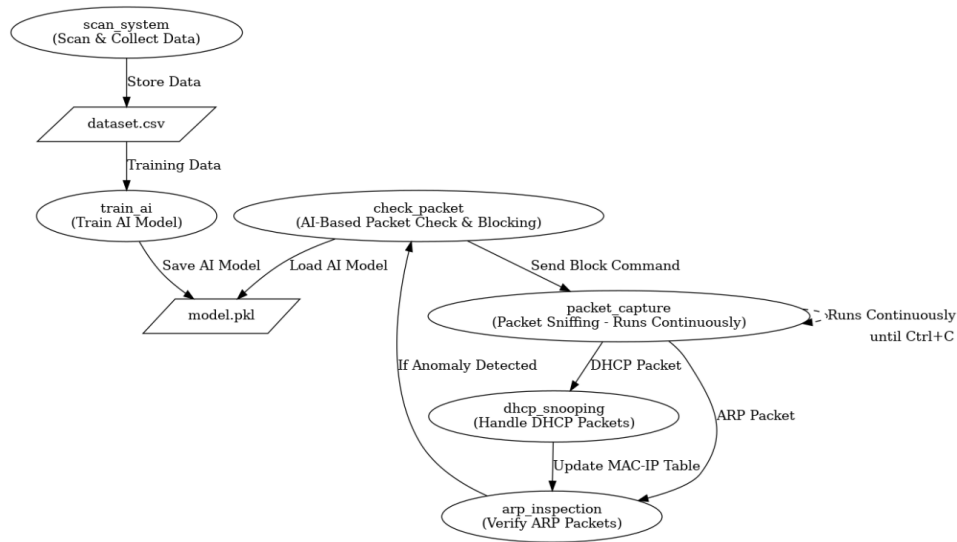 scan_system
(Scan & Collect Data)
Store Data
dataset.csv
Training Data
train_ai
(Train AI Model)
check_packet
(AI-Based Packet Check & Blocking)
Save AI Model
Load AI Model
Send Block Command
model.pkl
packet_capture
(Packet Sniffing - Runs Continuously)
Runs Continuously
until Ctrl+C
If Anomaly Detected
DHCP Packet
dhcp_snooping
(Handle DHCP Packets)
ARP Packet
Update MAC-IP Table
arp_inspection
(Verify ARP Packets)